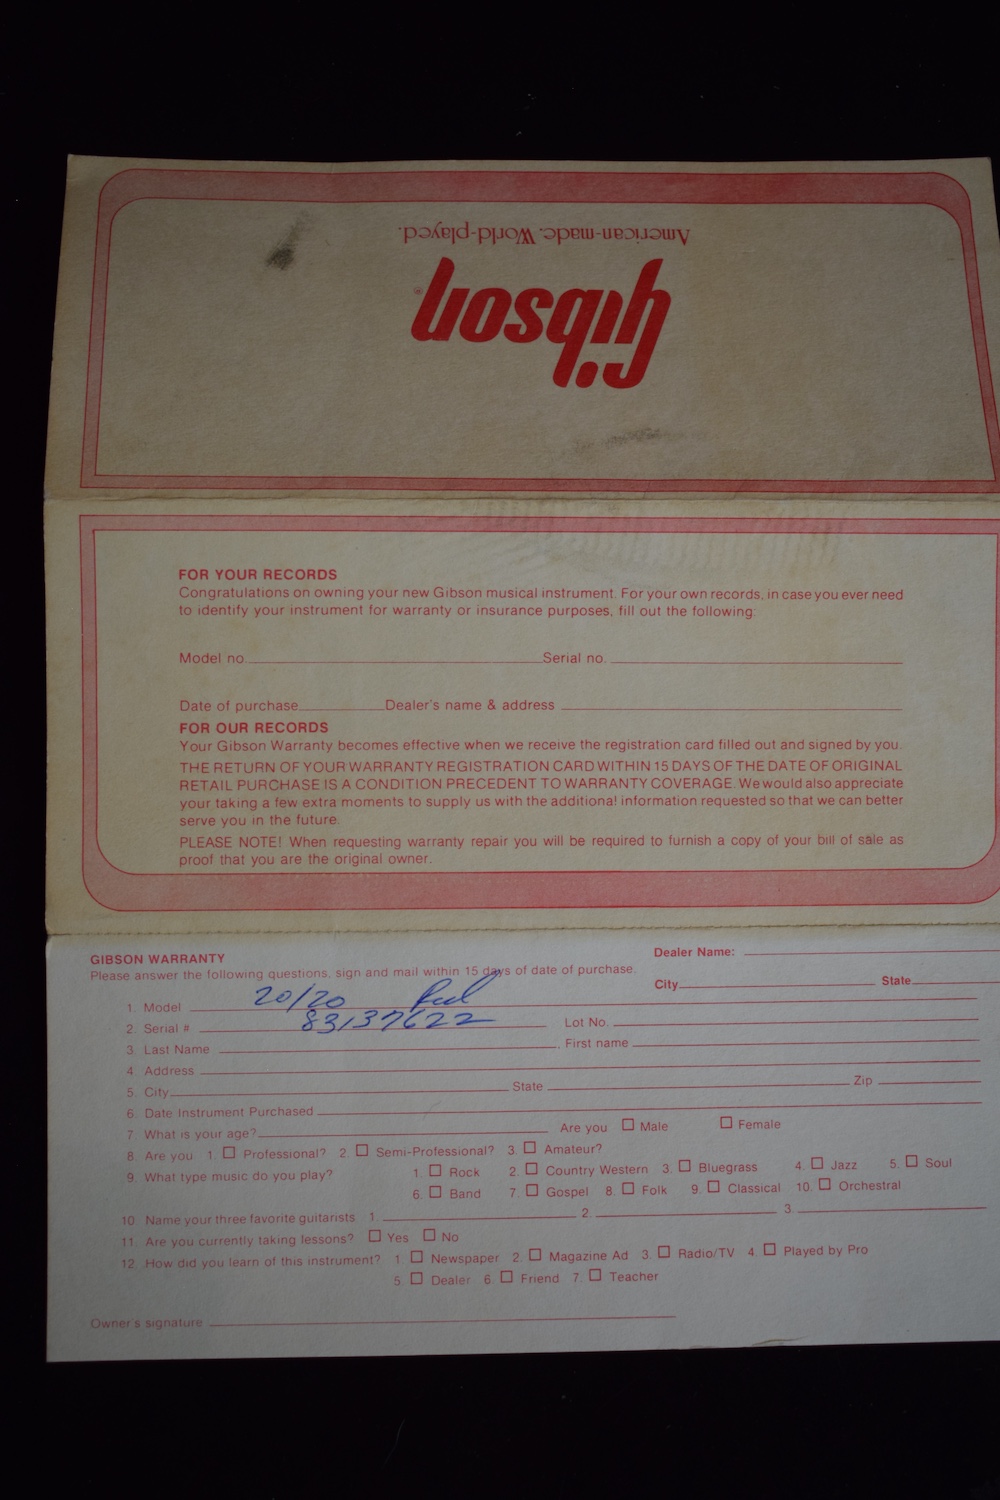 American-made. World-played.
Gibson®
FOR YOUR RECORDS
Congratulations on owning your new Gibson musical instrument. For your own records, in case you ever need
to identify your instrument for warranty or insurance purposes, fill out the following:
Model no. Serial no.
Date of purchase Dealer's name & address
FOR OUR RECORDS
Your Gibson Warranty becomes effective when we receive the registration card filled out and signed by you.
THE RETURN OF YOUR WARRANTY REGISTRATION CARD WITHIN 15 DAYS OF THE DATE OF ORIGINAL
RETAIL PURCHASE IS A CONDITION PRECEDENT TO WARRANTY COVERAGE. We would also appreciate
your taking a few extra moments to supply us with the additional information requested so that we can better
serve you in the future.
PLEASE NOTE! When requesting warranty repair you will be required to furnish a copy of your bill of sale as
proof that you are the original owner.
GIBSON WARRANTY Dealer Name:
Please answer the following questions, sign and mail within 15 days of date of purchase.
City State
1. Model 20/20 Red
2. Serial # 83137622 Lot No.
3. Last Name First name
4. Address
5. City State Zip
6. Date Instrument Purchased
7. What is your age? Are you ☐ Male ☐ Female
8. Are you 1. ☐ Professional? 2. ☐ Semi-Professional? 3. ☐ Amateur?
9. What type music do you play? 1. ☐ Rock 2. ☐ Country Western 3. ☐ Bluegrass 4. ☐ Jazz 5. ☐ Soul
6. ☐ Band 7. ☐ Gospel 8. ☐ Folk 9. ☐ Classical 10. ☐ Orchestral
10. Name your three favorite guitarists 1. 2. 3.
11. Are you currently taking lessons? ☐ Yes ☐ No
12. How did you learn of this instrument? 1. ☐ Newspaper 2. ☐ Magazine Ad 3. ☐ Radio/TV 4. ☐ Played by Pro
5. ☐ Dealer 6. ☐ Friend 7. ☐ Teacher
Owner's signature